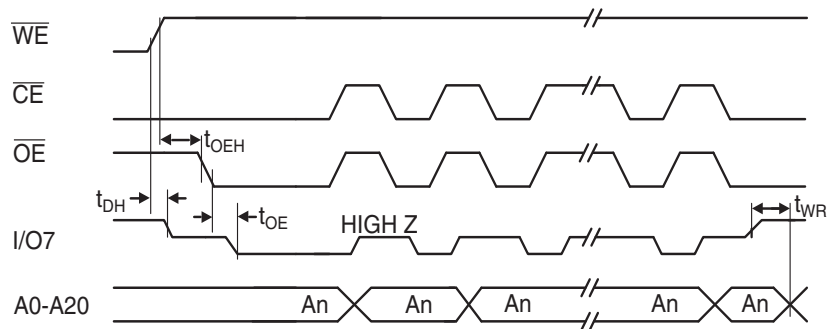 WE
CE
OE
tOEH
tDH
tOE
HIGH Z
tWR
I/O7
A0-A20
An An An An An